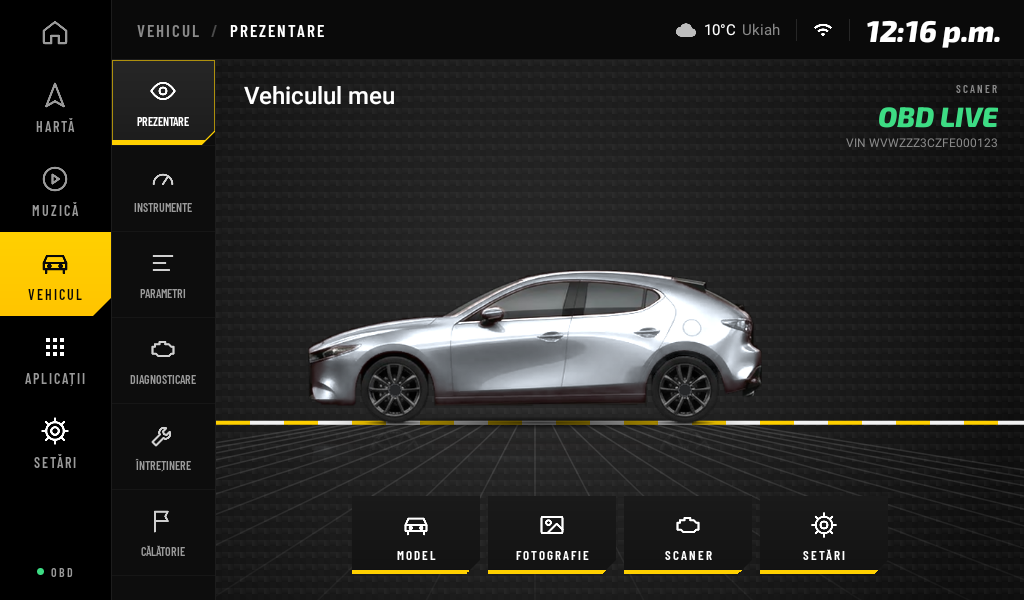 VEHICUL / PREZENTARE
10°C Ukiah
12:16 p.m.
HARTĂ
MUZICĂ
VEHICUL
APLICAȚII
SETĂRI
OBD
PREZENTARE
INSTRUMENTE
PARAMETRI
DIAGNOSTICARE
ÎNTREȚINERE
CĂLĂTORIE
Vehiculul meu
SCANER
OBD LIVE
VIN WVWZZZ3CZFE000123
MODEL
FOTOGRAFIE
SCANER
SETĂRI